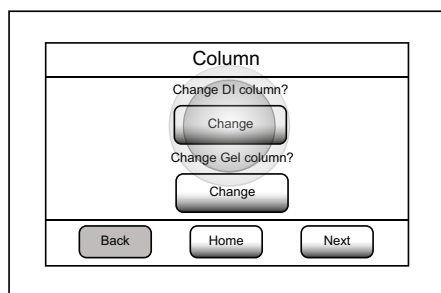 Column
Change DI column?
Change
Change Gel column?
Change
Back Home Next